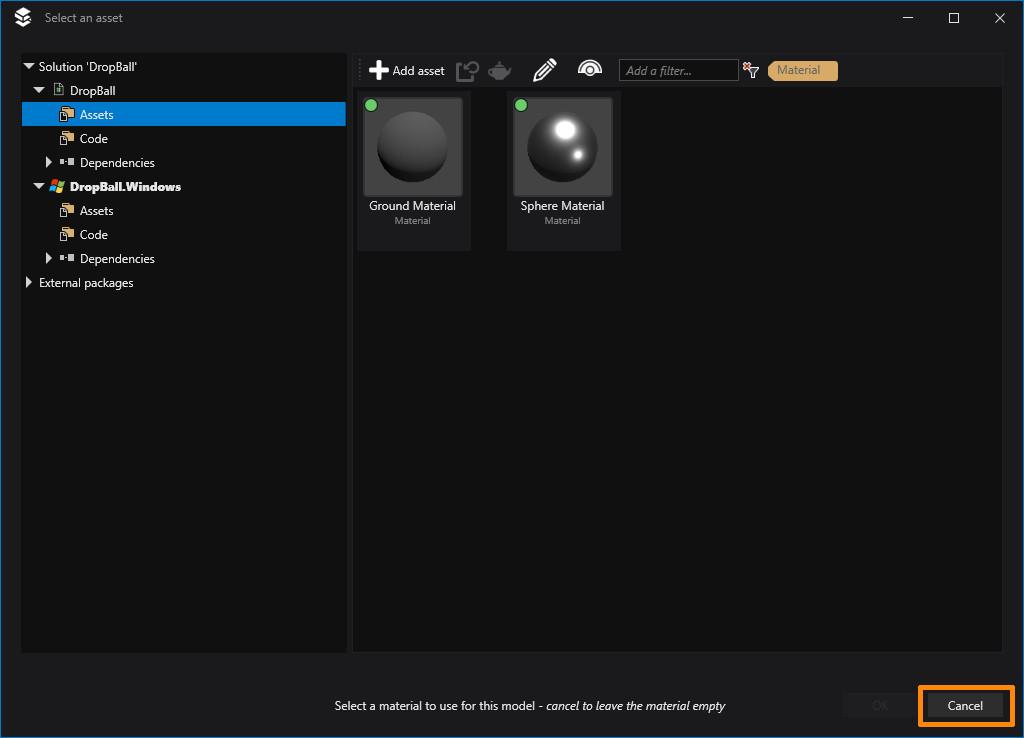 Select an asset
Solution 'DropBall'
DropBall
Assets
Code
Dependencies
DropBall.Windows
Assets
Code
Dependencies
External packages
Add asset
Add a filter...
Material
Ground Material
Material
Sphere Material
Material
Select a material to use for this model - cancel to leave the material empty
OK
Cancel